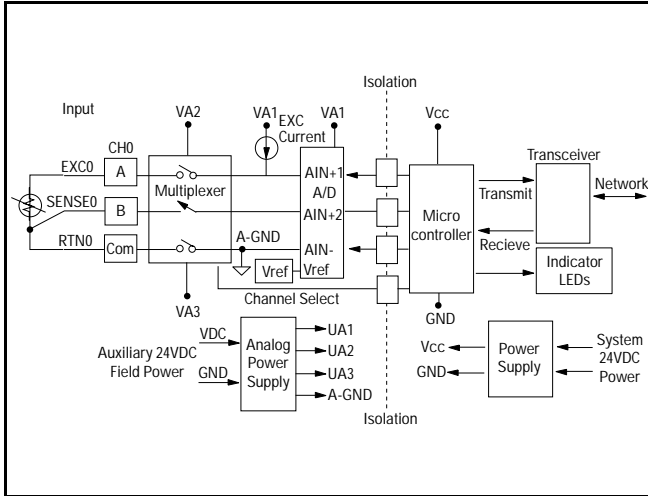 Isolation
Input
VA2
VA1
EXC
Current
VA1
Vcc
CH0
EXC0
A
Multiplexer
AIN+1
A/D
AIN+2
AIN-
Vref
SENSE0
B
RTN0
Com
A-GND
Vref
Channel Select
VA3
Micro
controller
GND
Transceiver
Transmit
Network
Recieve
Indicator
LEDs
Auxiliary 24VDC
Field Power
VDC
GND
Analog
Power
Supply
UA1
UA2
UA3
A-GND
Isolation
Vcc
GND
Power
Supply
System
24VDC
Power